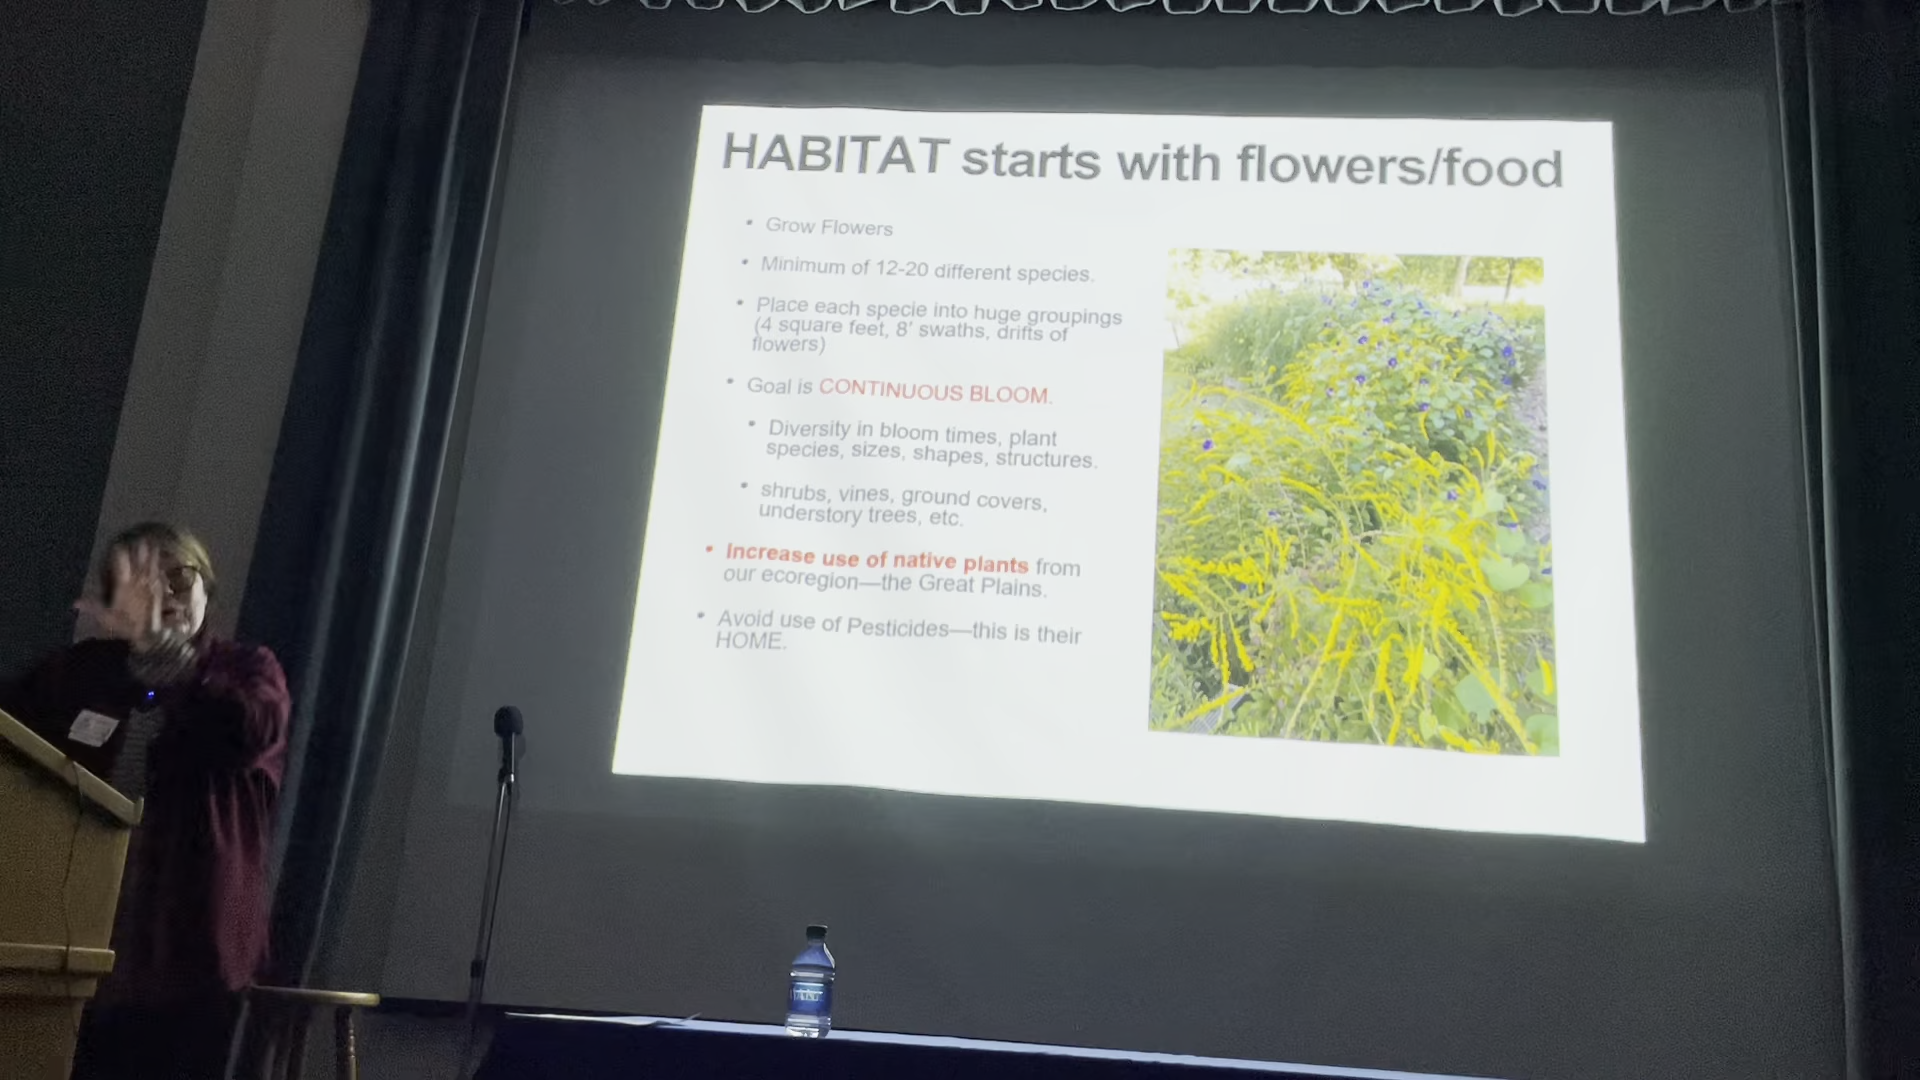 HABITAT starts with flowers/food
• Grow Flowers
• Minimum of 12-20 different species.
• Place each specie into huge groupings
(4 square feet, 8' swaths, drifts of
flowers)
• Goal is CONTINUOUS BLOOM.
• Diversity in bloom times, plant
species, sizes, shapes, structures.
• shrubs, vines, ground covers,
understory trees, etc.
• Increase use of native plants from
our ecoregion—the Great Plains.
• Avoid use of Pesticides—this is their
HOME.